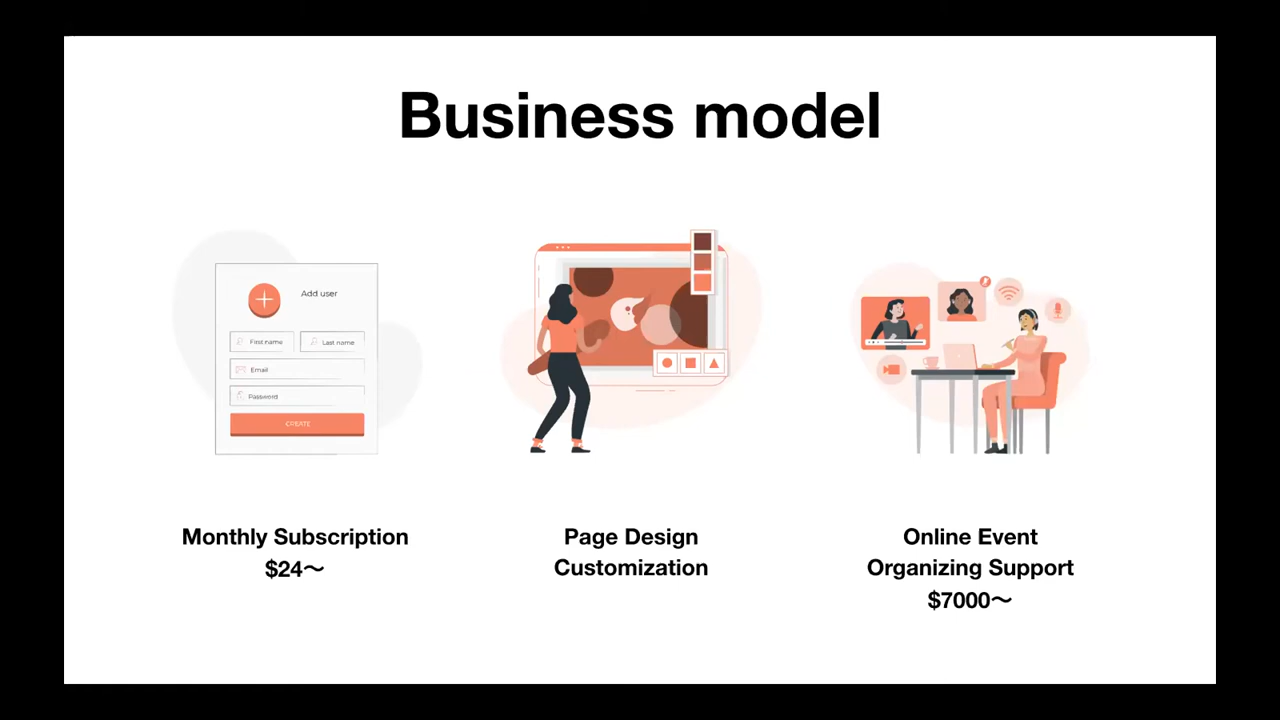 Business model
Add user
First name
Last name
Email
Password
CREATE
Monthly Subscription
$24〜
Page Design
Customization
Online Event
Organizing Support
$7000〜